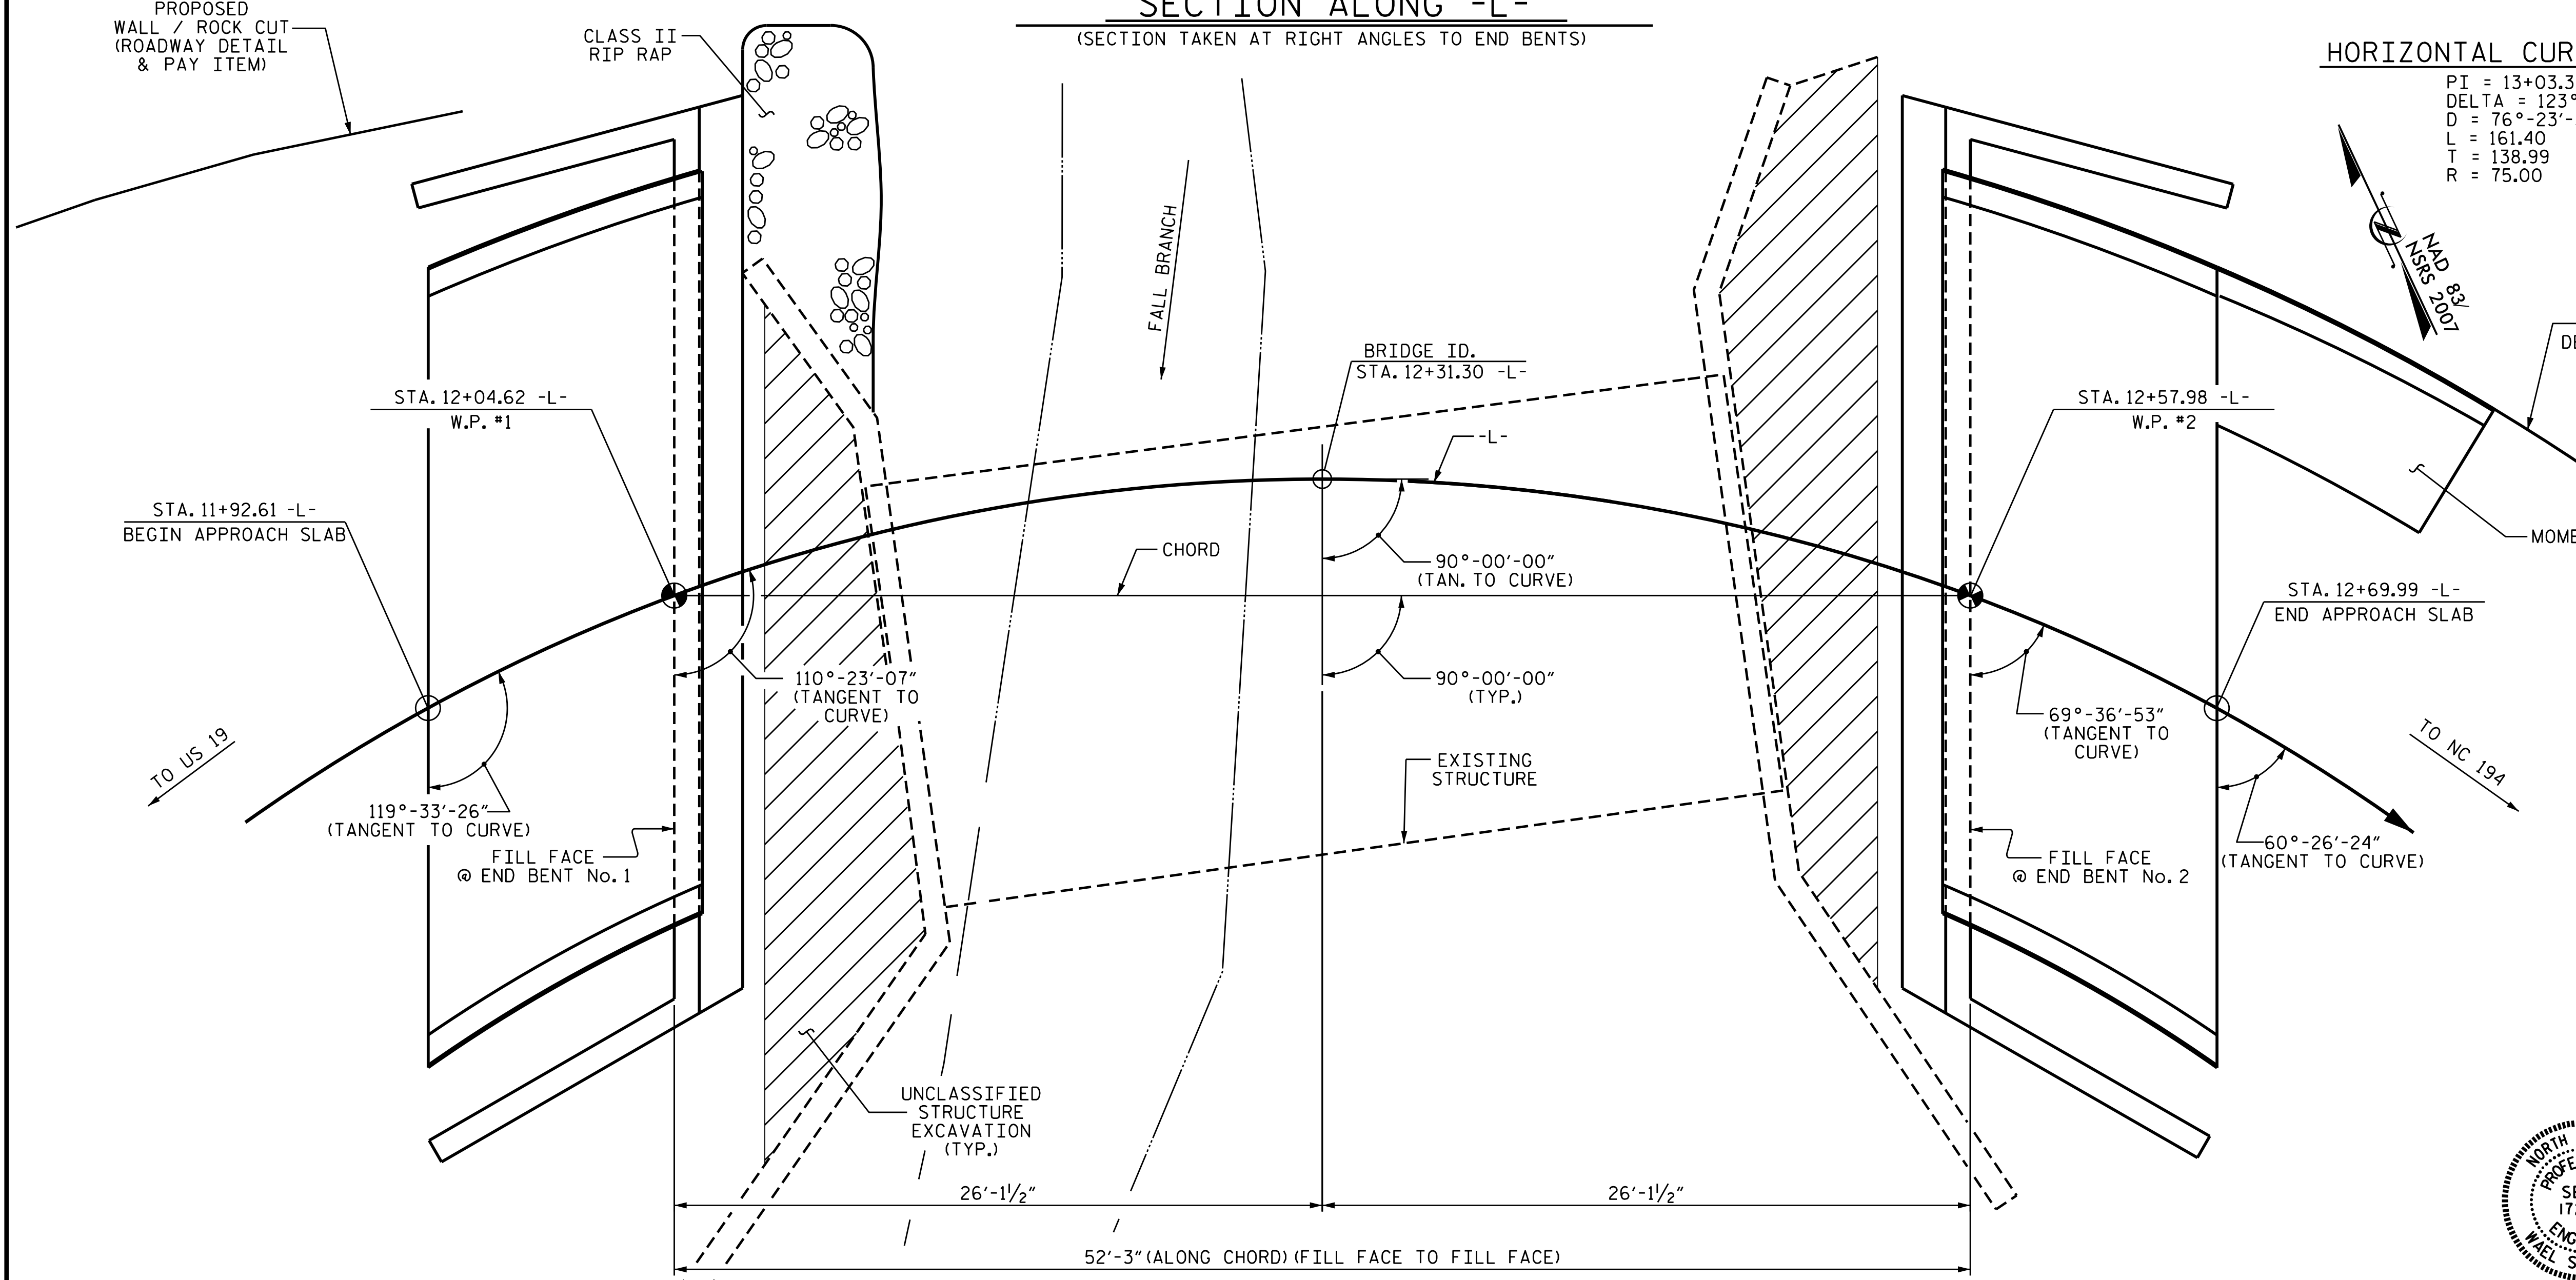 SECTION ALONG -L-
(SECTION TAKEN AT RIGHT ANGLES TO END BENTS)
PROPOSED
WALL / ROCK CUT
(ROADWAY DETAIL
& PAY ITEM)
CLASS II
RIP RAP
HORIZONTAL CUR
PI = 13+03.3
DELTA = 123°
D = 76°-23'-
L = 161.40
T = 138.99
R = 75.00
NAD 83/
NSRS 2007
FALL BRANCH
BRIDGE ID.
STA. 12+31.30 -L-
STA. 12+04.62 -L-
W.P. #1
-L-
STA. 12+57.98 -L-
W.P. #2
STA. 11+92.61 -L-
BEGIN APPROACH SLAB
CHORD
90°-00'-00"
(TAN. TO CURVE)
MOME
STA. 12+69.99 -L-
END APPROACH SLAB
110°-23'-07"
(TANGENT TO
CURVE)
90°-00'-00"
(TYP.)
69°-36'-53"
(TANGENT TO
CURVE)
TO US 19
TO NC 194
EXISTING
STRUCTURE
119°-33'-26"
(TANGENT TO CURVE)
60°-26'-24"
(TANGENT TO CURVE)
FILL FACE
@ END BENT No. 1
FILL FACE
@ END BENT No. 2
UNCLASSIFIED
STRUCTURE
EXCAVATION
(TYP.)
26'-1½"
26'-1½"
52'-3" (ALONG CHORD) (FILL FACE TO FILL FACE)
NORTH
PROFE
SE
17
ENG
WAEL S